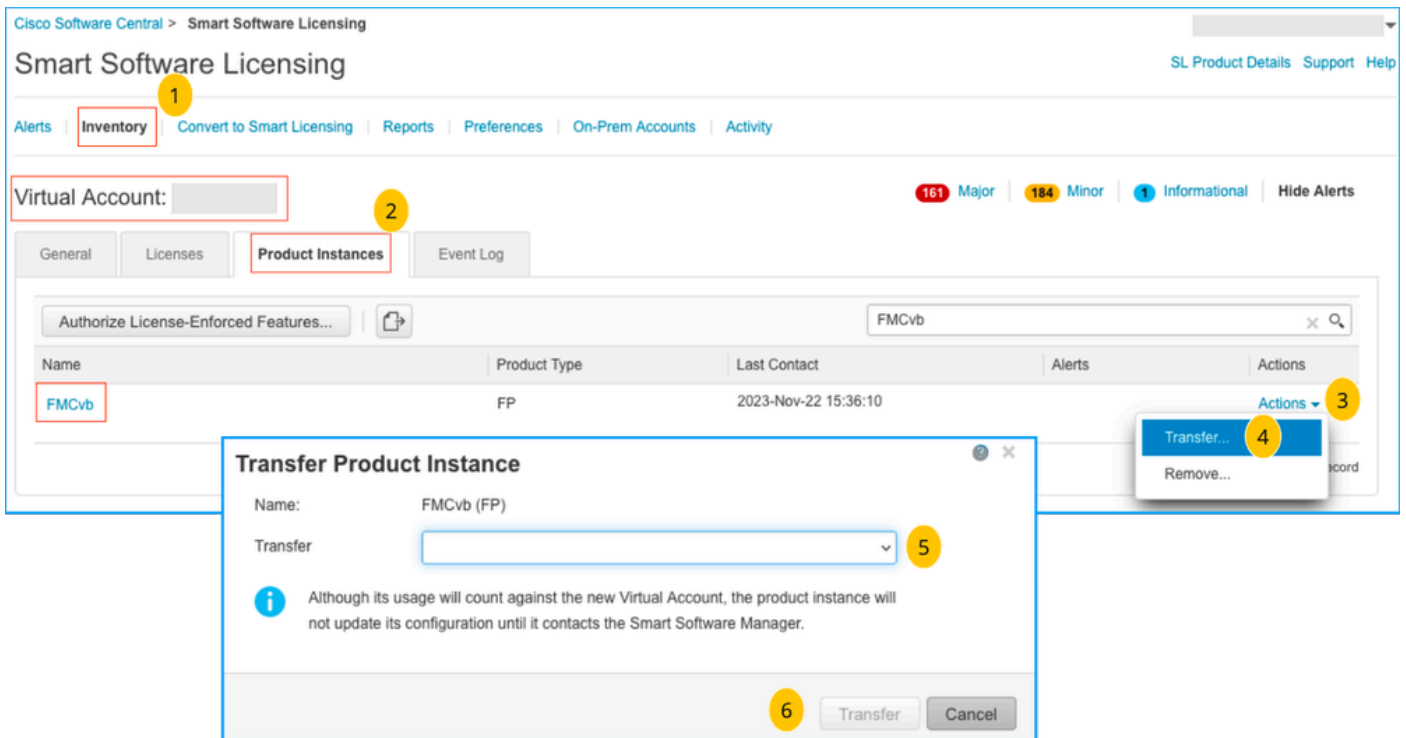 Cisco Software Central > Smart Software Licensing
Smart Software Licensing
SL Product Details Support Help
1
Alerts Inventory Convert to Smart Licensing Reports Preferences On-Prem Accounts Activity
Virtual Account:
161 Major 184 Minor 1 Informational Hide Alerts
2
General Licenses Product Instances Event Log
Authorize License-Enforced Features... FMCvb
Name Product Type Last Contact Alerts Actions
FMCvb FP 2023-Nov-22 15:36:10 Actions 3
Transfer... 4
Remove...
Transfer Product Instance
Name: FMCvb (FP)
Transfer 5
Although its usage will count against the new Virtual Account, the product instance will
not update its configuration until it contacts the Smart Software Manager.
6 Transfer Cancel